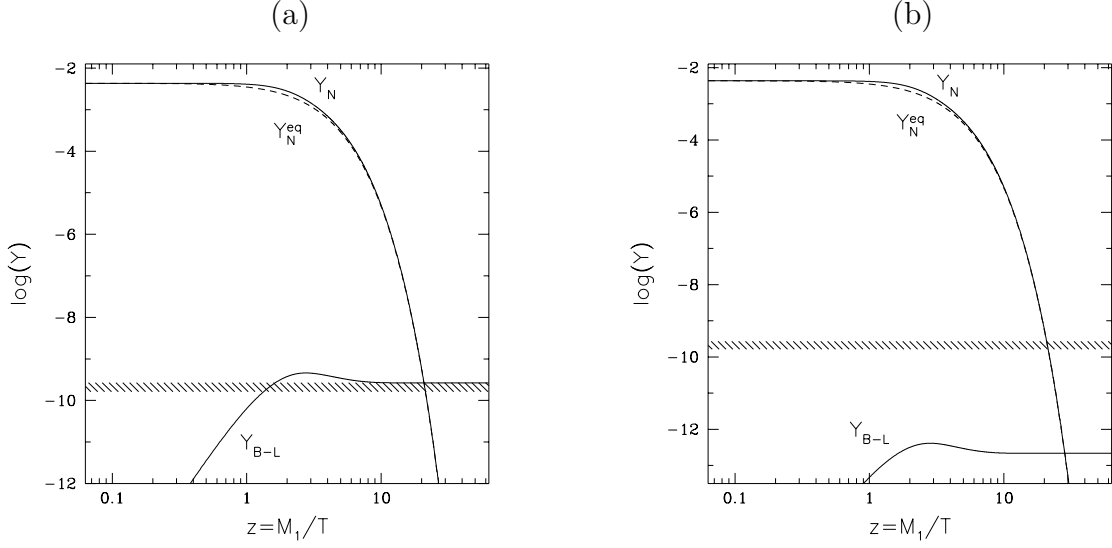 (a)
-2
-4
-6
-8
-10
-12
log(Y)
Y_N
Y_N^eq
Y_B-L
0.1 1 10
z=M_1/T
(b)
-2
-4
-6
-8
-10
-12
log(Y)
Y_N
Y_N^eq
Y_B-L
0.1 1 10
z=M_1/T